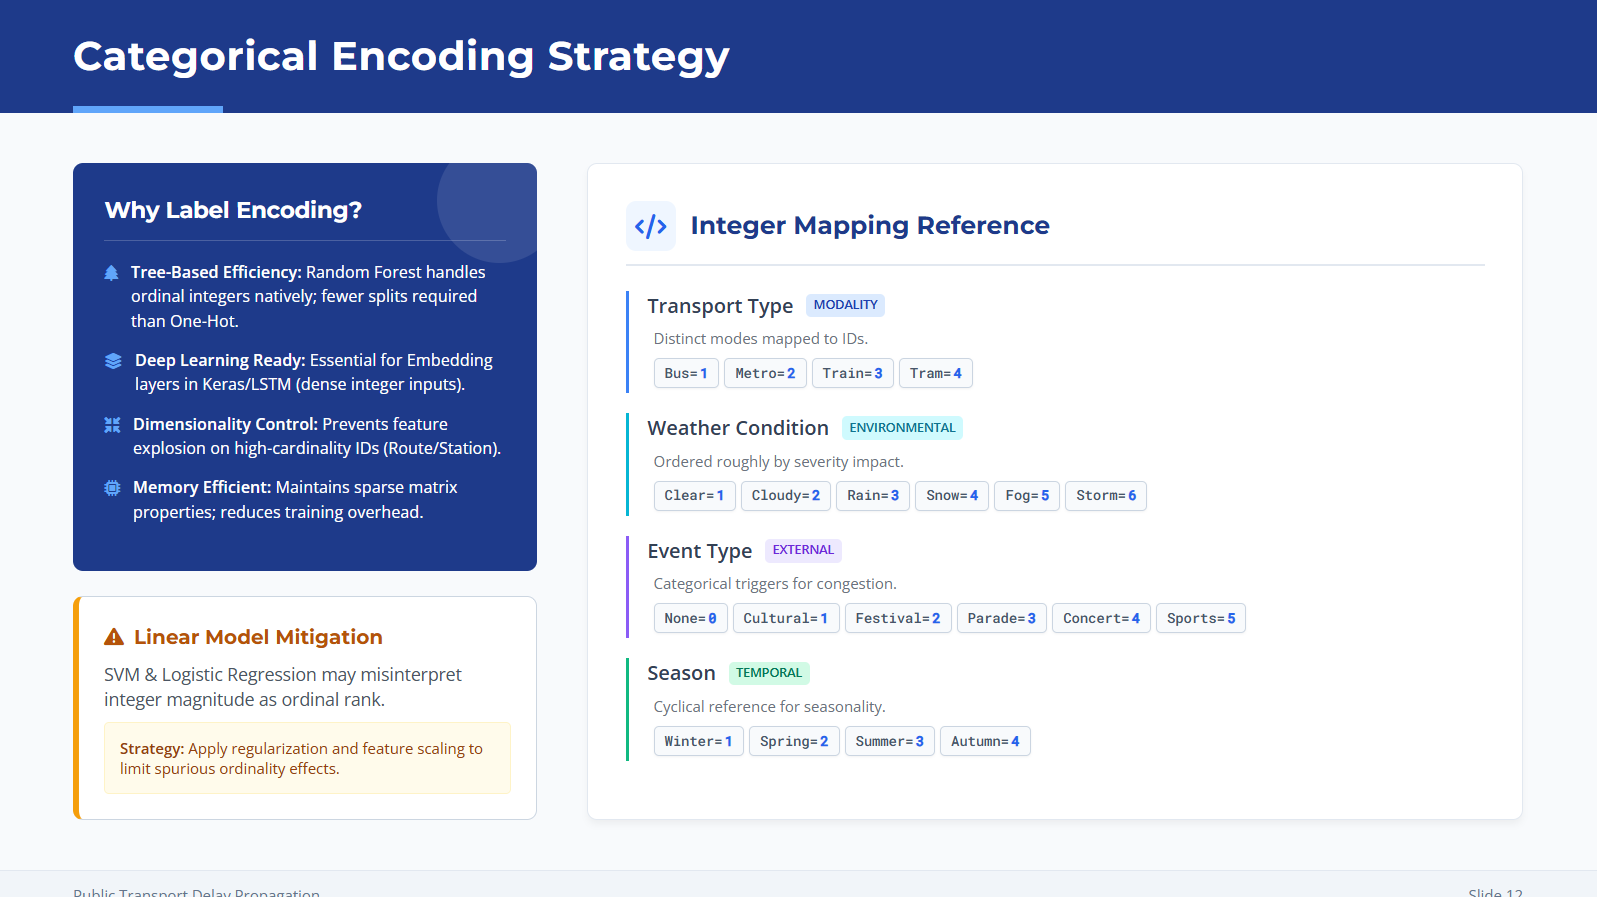 Categorical Encoding Strategy
Why Label Encoding?
Tree-Based Efficiency: Random Forest handles
ordinal integers natively; fewer splits required
than One-Hot.
Deep Learning Ready: Essential for Embedding
layers in Keras/LSTM (dense integer inputs).
Dimensionality Control: Prevents feature
explosion on high-cardinality IDs (Route/Station).
Memory Efficient: Maintains sparse matrix
properties; reduces training overhead.
Linear Model Mitigation
SVM & Logistic Regression may misinterpret
integer magnitude as ordinal rank.
Strategy: Apply regularization and feature scaling to
limit spurious ordinality effects.
Integer Mapping Reference
Transport Type MODALITY
Distinct modes mapped to IDs.
Bus=1 Metro=2 Train=3 Tram=4
Weather Condition ENVIRONMENTAL
Ordered roughly by severity impact.
Clear=1 Cloudy=2 Rain=3 Snow=4 Fog=5 Storm=6
Event Type EXTERNAL
Categorical triggers for congestion.
None=0 Cultural=1 Festival=2 Parade=3 Concert=4 Sports=5
Season TEMPORAL
Cyclical reference for seasonality.
Winter=1 Spring=2 Summer=3 Autumn=4
Public Transport Delay Propagation
Slide 12